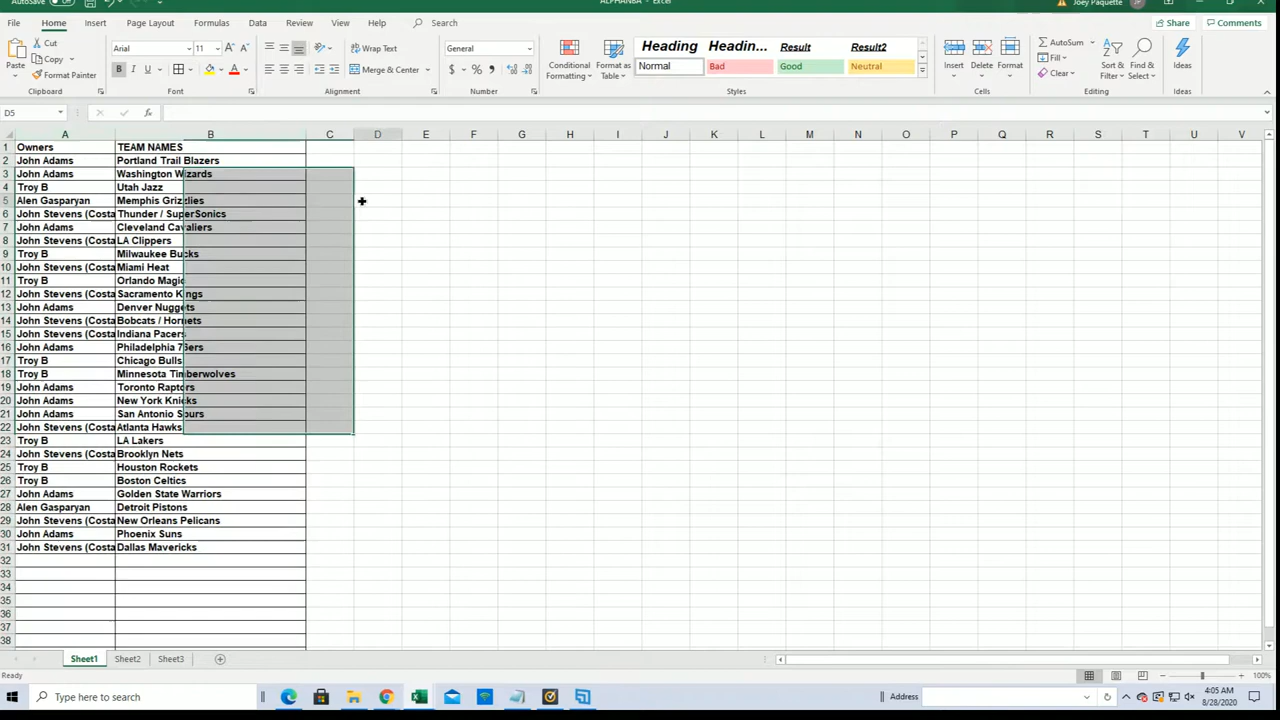 AutoSave Off ALPHANBA - Excel Joey Paquette JP
File Home Insert Page Layout Formulas Data Review View Help Search Share Comments
Paste Cut Copy Format Painter Clipboard
Arial 11 B I U A Font
Wrap Text Merge & Center Alignment
General $ % Number
Conditional Formatting Format as Table Heading Headin... Result Result2 Normal Bad Good Neutral Styles
Insert Delete Format Cells
AutoSum Fill Clear Sort & Filter Find & Select Editing
Ideas Ideas
D5 fx
A B C D E F G H I J K L M N O P Q R S T U V
1 Owners TEAM NAMES
2 John Adams Portland Trail Blazers
3 John Adams Washington Wizards
4 Troy B Utah Jazz
5 Alen Gasparyan Memphis Grizzlies
6 John Stevens (Costa Thunder / SuperSonics
7 John Adams Cleveland Cavaliers
8 John Stevens (Costa LA Clippers
9 Troy B Milwaukee Bucks
10 John Stevens (Costa Miami Heat
11 Troy B Orlando Magic
12 John Stevens (Costa Sacramento Kings
13 John Adams Denver Nuggets
14 John Stevens (Costa Bobcats / Hornets
15 John Stevens (Costa Indiana Pacers
16 John Adams Philadelphia 76ers
17 Troy B Chicago Bulls
18 Troy B Minnesota Timberwolves
19 John Adams Toronto Raptors
20 John Adams New York Knicks
21 John Adams San Antonio Spurs
22 John Stevens (Costa Atlanta Hawks
23 Troy B LA Lakers
24 John Stevens (Costa Brooklyn Nets
25 Troy B Houston Rockets
26 Troy B Boston Celtics
27 John Adams Golden State Warriors
28 Alen Gasparyan Detroit Pistons
29 John Stevens (Costa New Orleans Pelicans
30 John Adams Phoenix Suns
31 John Stevens (Costa Dallas Mavericks
32
33
34
35
36
37
38
Sheet1 Sheet2 Sheet3
Ready 100%
Type here to search Address 4:05 AM
8/28/2020